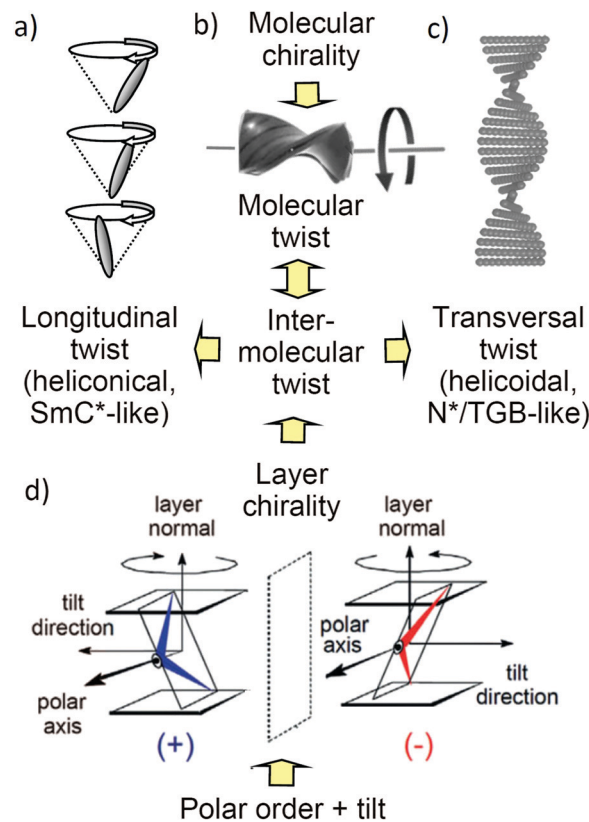 a)
b)
Molecular
chirality
c)
Molecular
twist
Longitudinal
twist
(heliconical,
SmC*-like)
Inter-
molecular
twist
Transversal
twist
(helicoidal,
N*/TGB-like)
d)
Layer
chirality
layer
normal
tilt
direction
polar
axis
(+)
layer
normal
polar
axis
tilt
direction
(-)
Polar order + tilt